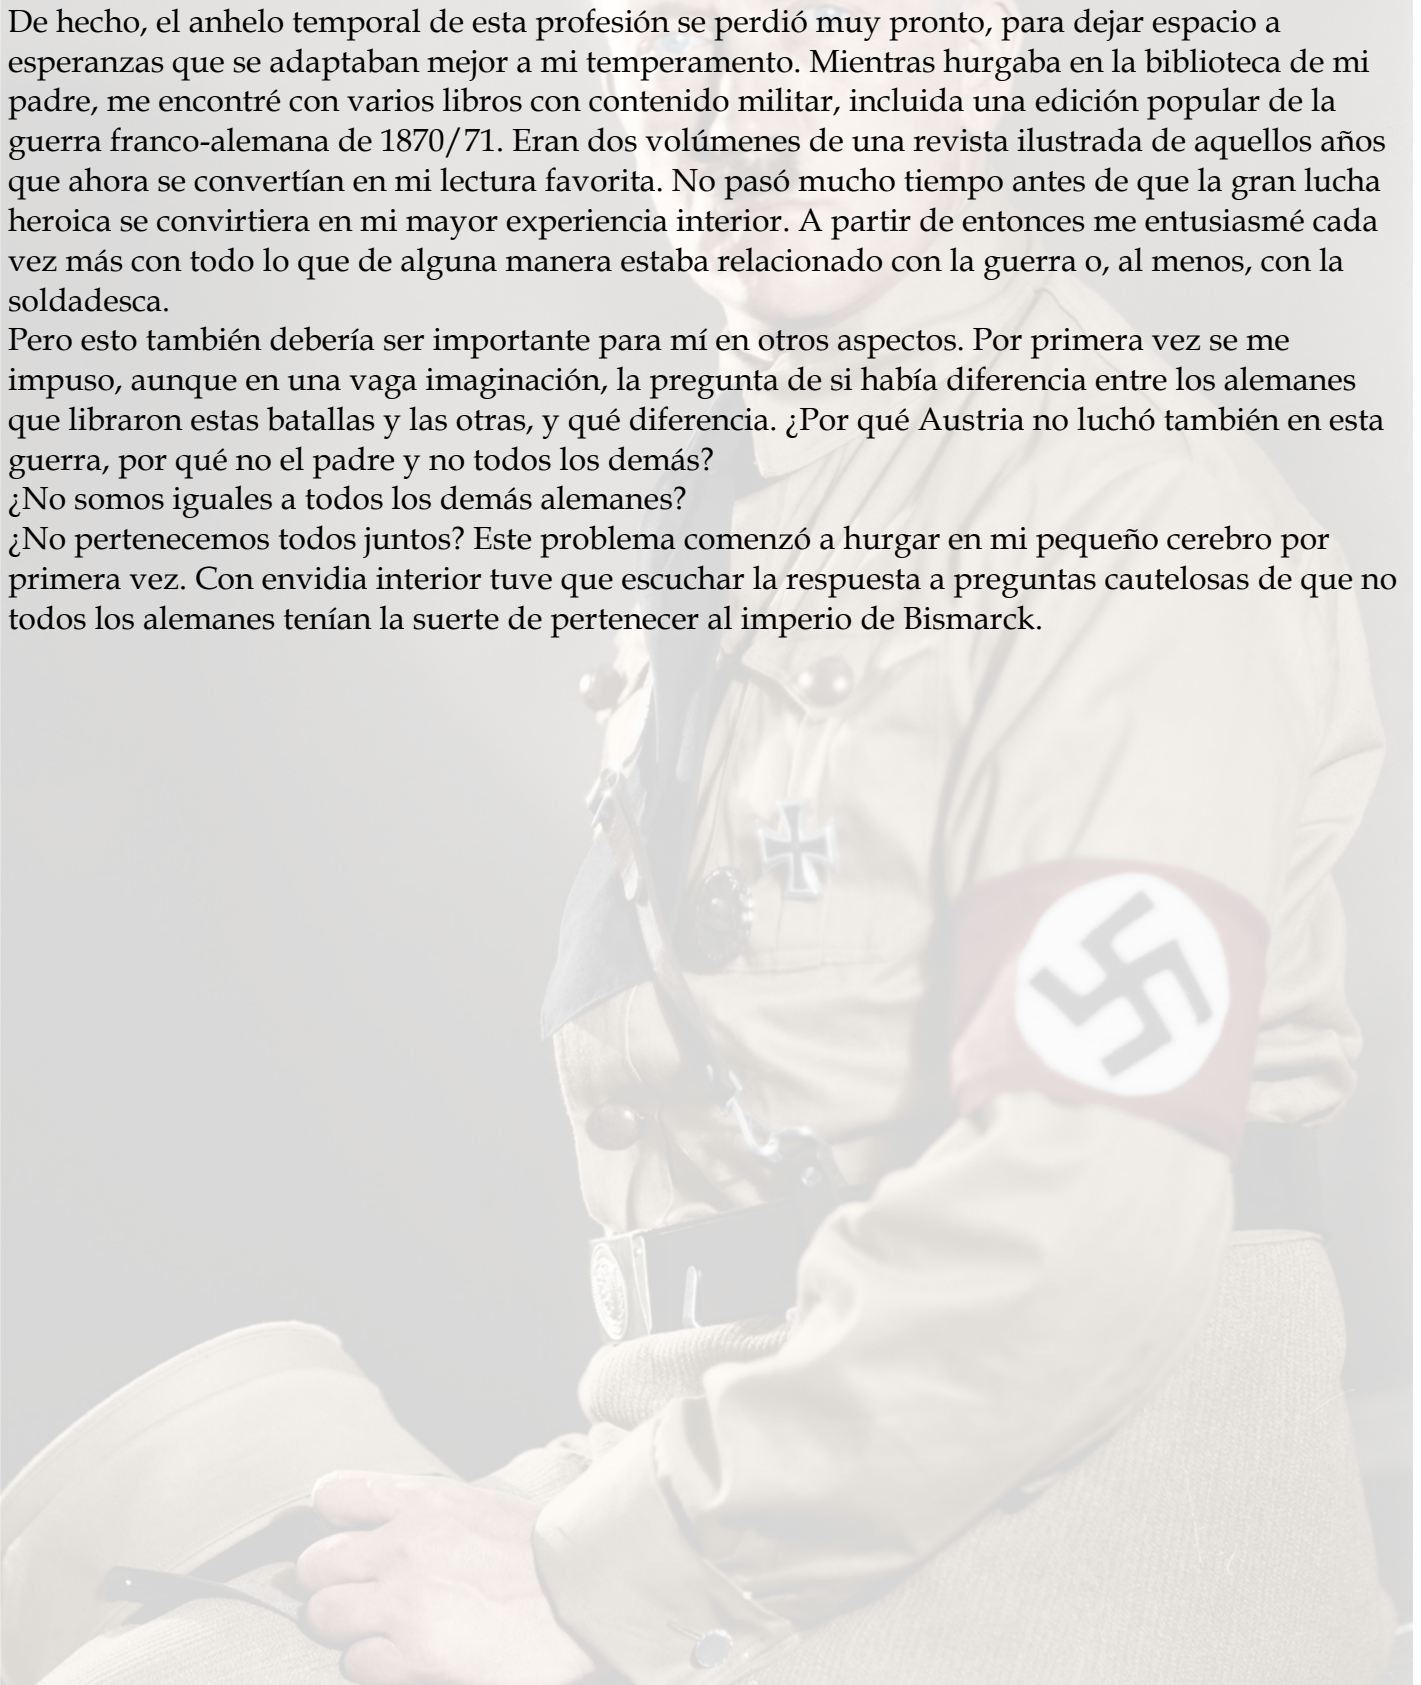 De hecho, el anhelo temporal de esta profesión se perdió muy pronto, para dejar espacio a
esperanzas que se adaptaban mejor a mi temperamento. Mientras hurgaba en la biblioteca de mi
padre, me encontré con varios libros con contenido militar, incluida una edición popular de la
guerra franco-alemana de 1870/71. Eran dos volúmenes de una revista ilustrada de aquellos años
que ahora se convertían en mi lectura favorita. No pasó mucho tiempo antes de que la gran lucha
heroica se convirtiera en mi mayor experiencia interior. A partir de entonces me entusiasmé cada
vez más con todo lo que de alguna manera estaba relacionado con la guerra o, al menos, con la
soldadesca.
Pero esto también debería ser importante para mí en otros aspectos. Por primera vez se me
impuso, aunque en una vaga imaginación, la pregunta de si había diferencia entre los alemanes
que libraron estas batallas y las otras, y qué diferencia. ¿Por qué Austria no luchó también en esta
guerra, por qué no el padre y no todos los demás?
¿No somos iguales a todos los demás alemanes?
¿No pertenecemos todos juntos? Este problema comenzó a hurgar en mi pequeño cerebro por
primera vez. Con envidia interior tuve que escuchar la respuesta a preguntas cautelosas de que no
todos los alemanes tenían la suerte de pertenecer al imperio de Bismarck.